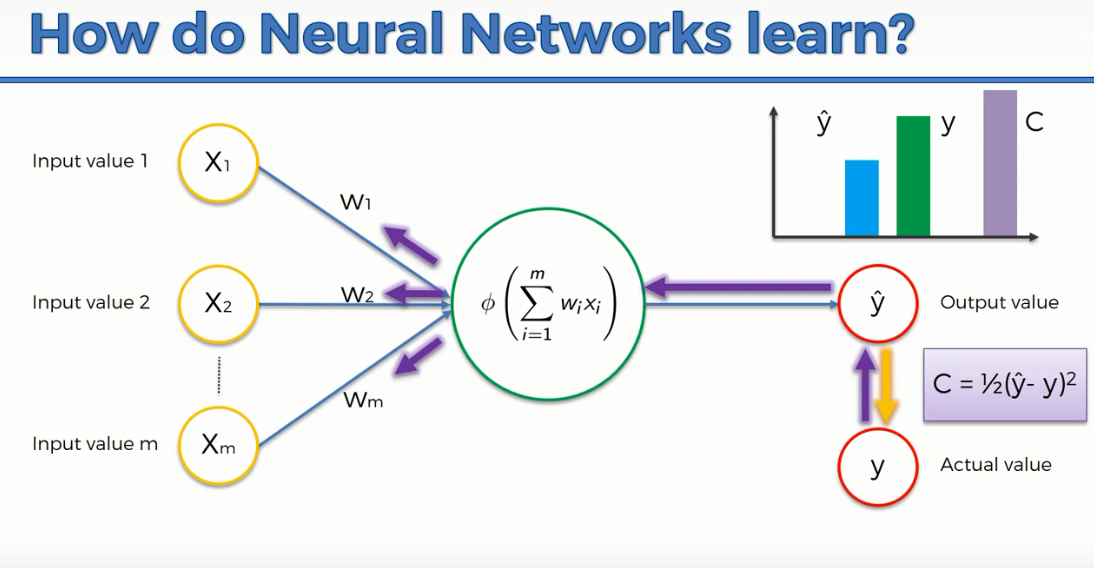 How do Neural Networks learn?
ŷ y C
Input value 1 X1
W1
Input value 2 X2 W2 ϕ(∑ᵢ₌₁ᵐ wᵢxᵢ) ŷ Output value
C = ½(ŷ- y)²
Wm
Input value m Xm
y Actual value